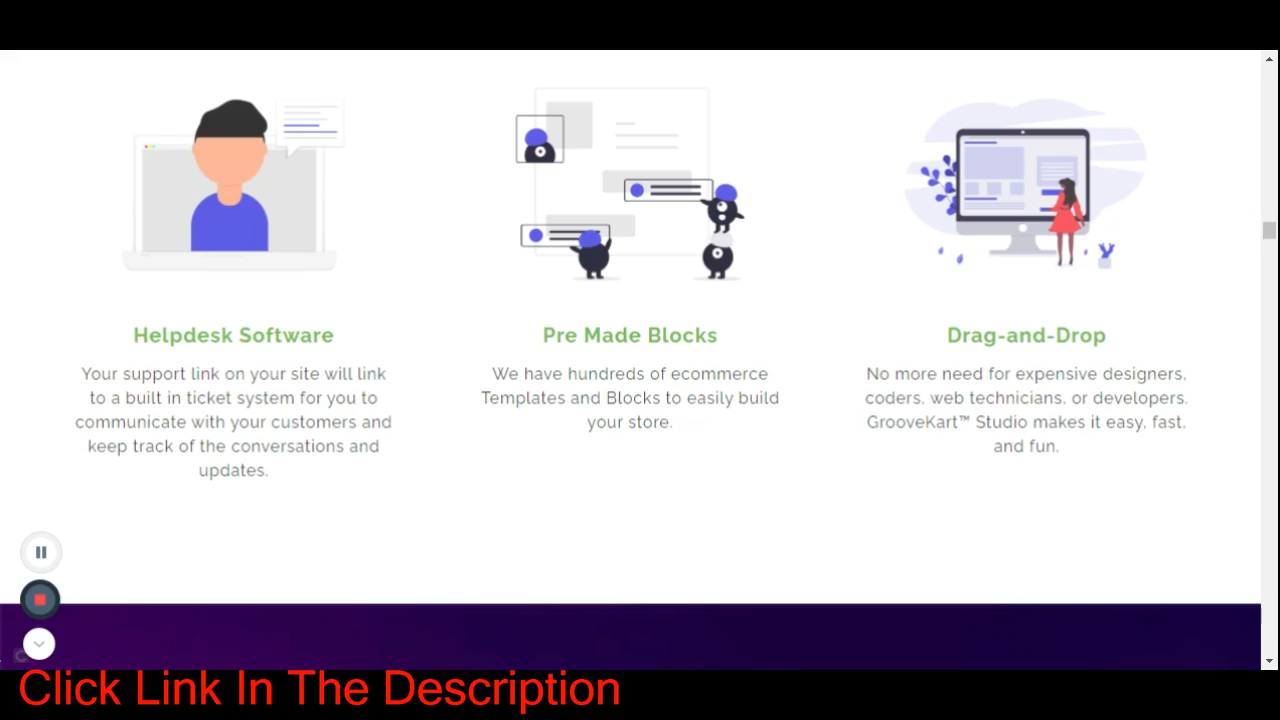 Helpdesk Software
Your support link on your site will link
to a built in ticket system for you to
communicate with your customers and
keep track of the conversations and
updates.
Pre Made Blocks
We have hundreds of ecommerce
Templates and Blocks to easily build
your store.
Drag-and-Drop
No more need for expensive designers,
coders, web technicians, or developers.
GrooveKart™ Studio makes it easy, fast,
and fun.
Click Link In The Description